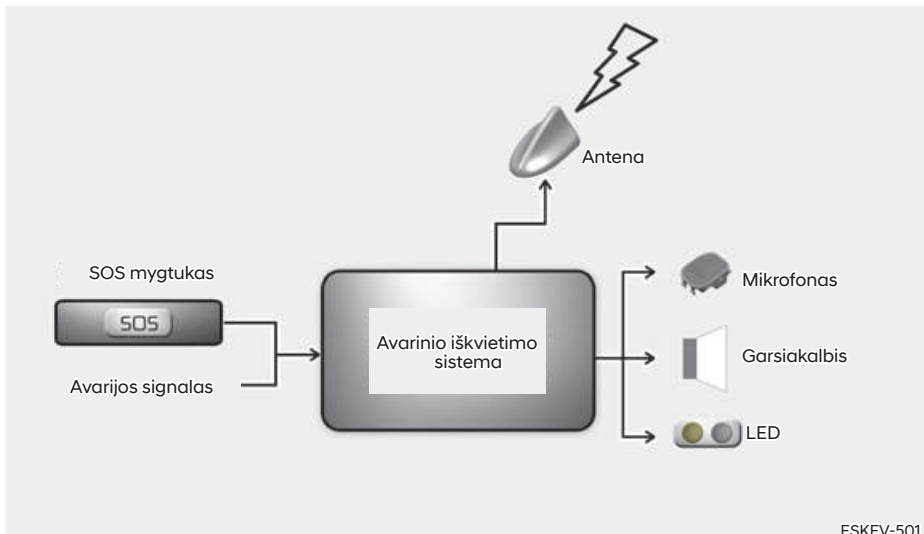 Antena
SOS mygtukas
SOS
Avarijos signalas
Avarinio iškvietimo
sistema
Mikrofonas
Garsiakalbis
LED
ESKEV-501